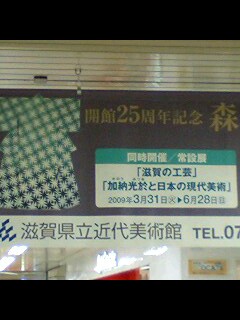 開館25周年記念 森
同時開催／常設展
「滋賀の工芸」
「加納光於と日本の現代美術」
2009年3月31日㊋▶6月28日㊐
滋賀県立近代美術館 TEL.07